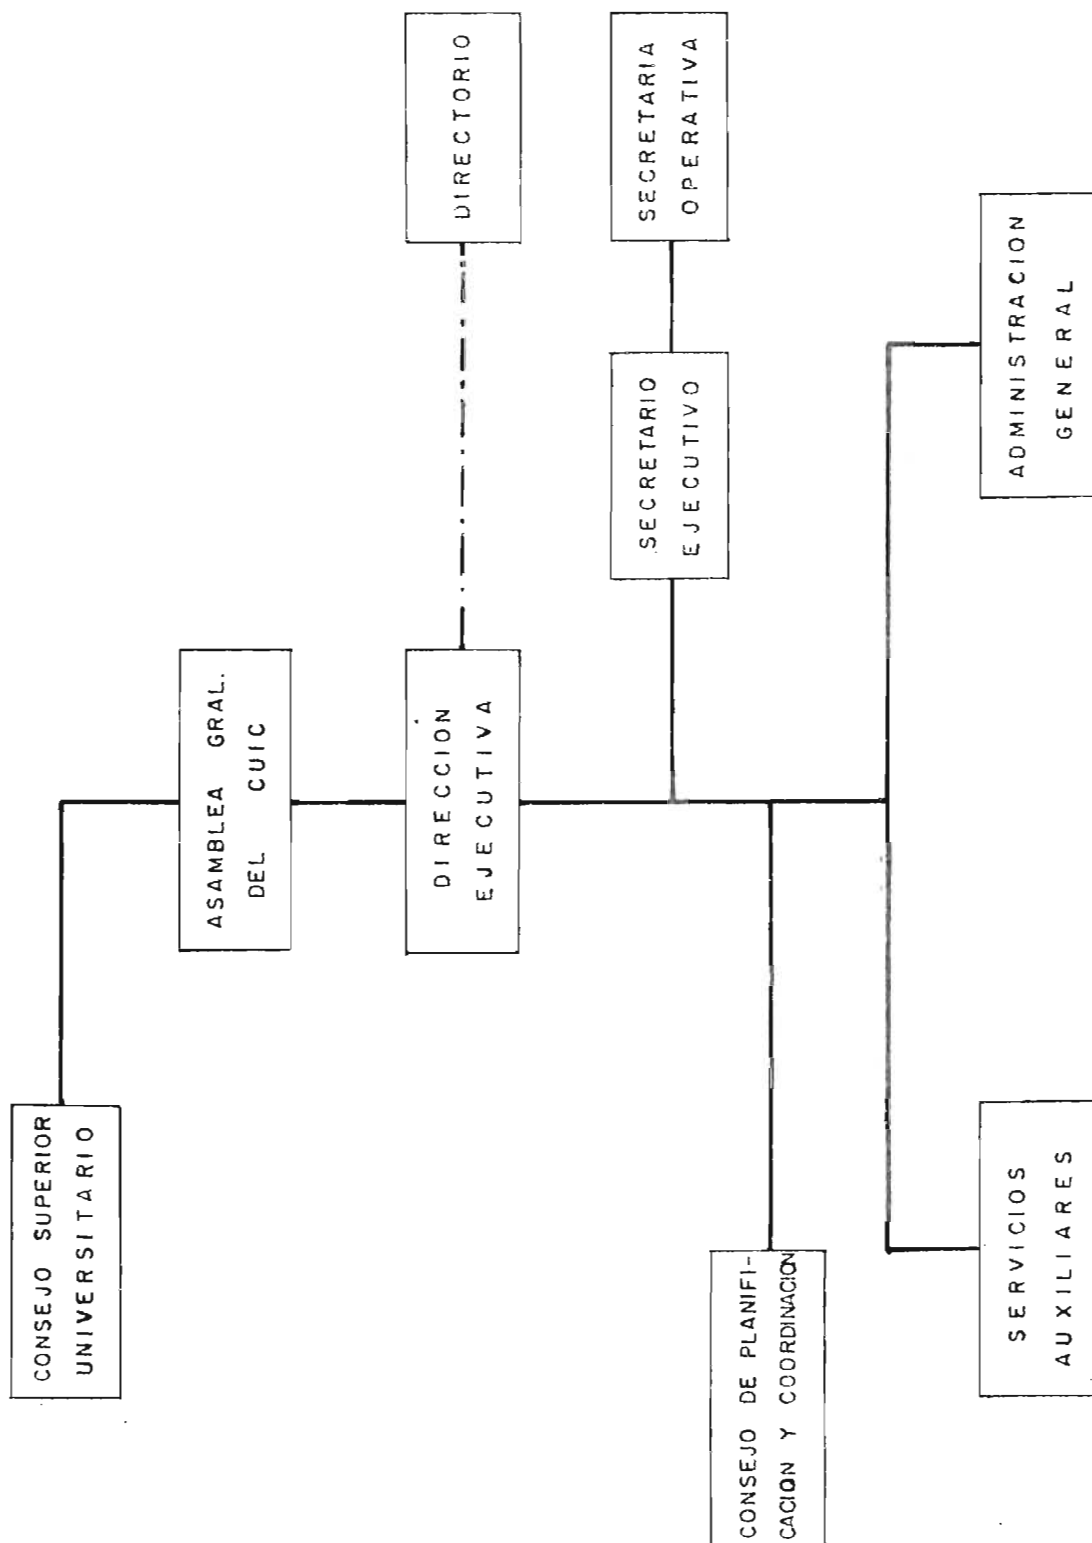 CONSEJO SUPERIOR
UNIVERSITARIO
ASAMBLEA GRAL.
DEL CUIC
DIRECCION
EJECUTIVA
DIRECTORIO
SECRETARIO
EJECUTIVO
SECRETARIA
OPERATIVA
CONSEJO DE PLANIFI-
CACION Y COORDINACION
SERVICIOS
AUXILIARES
ADMINISTRACION
GENERAL